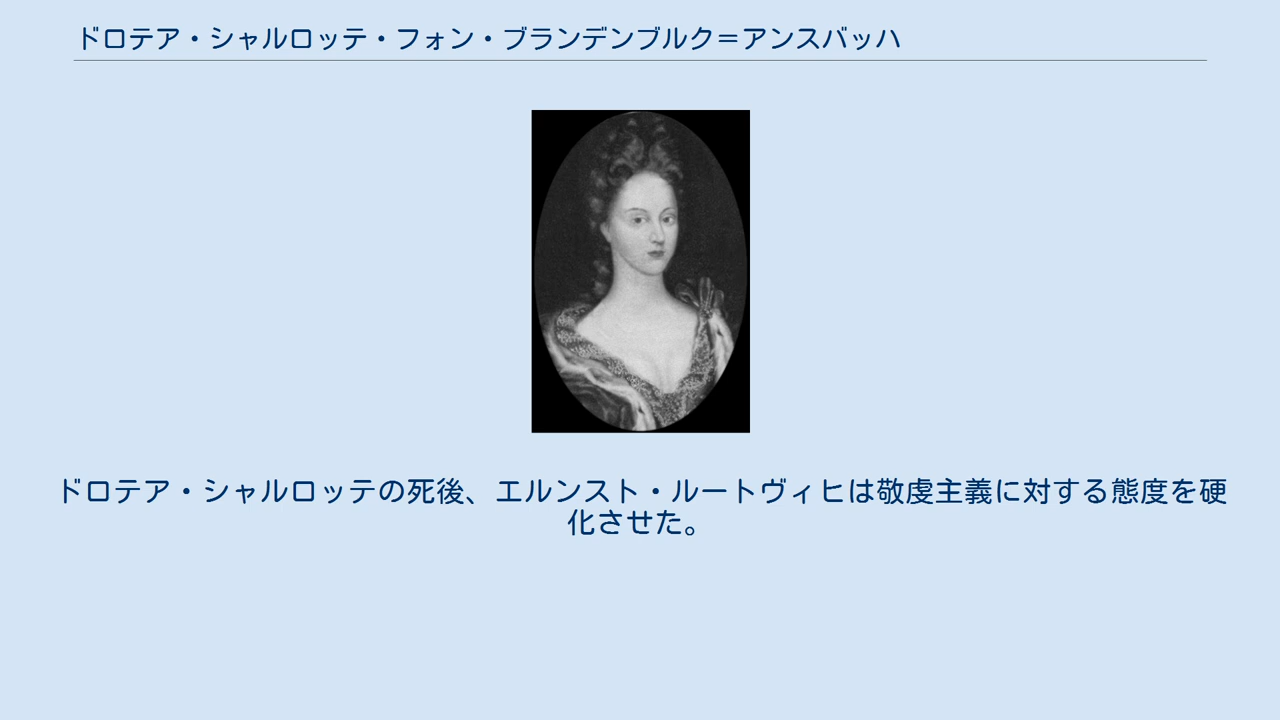 ドロテア・シャルロッテ・フォン・ブランデンブルク＝アンスバッハ
ドロテア・シャルロッテの死後、エルンスト・ルートヴィヒは敬虔主義に対する態度を硬
化させた。